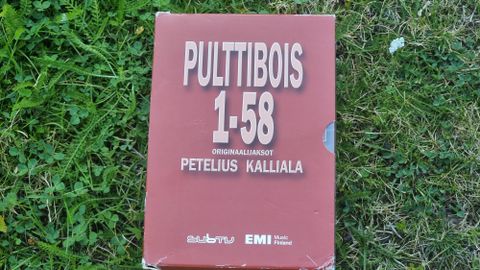 PULTTIBOIS
1-58
ORIGINAALIJAKSOT
PETELIUS KALLIALA
SUBTV
EMI Music
Finland